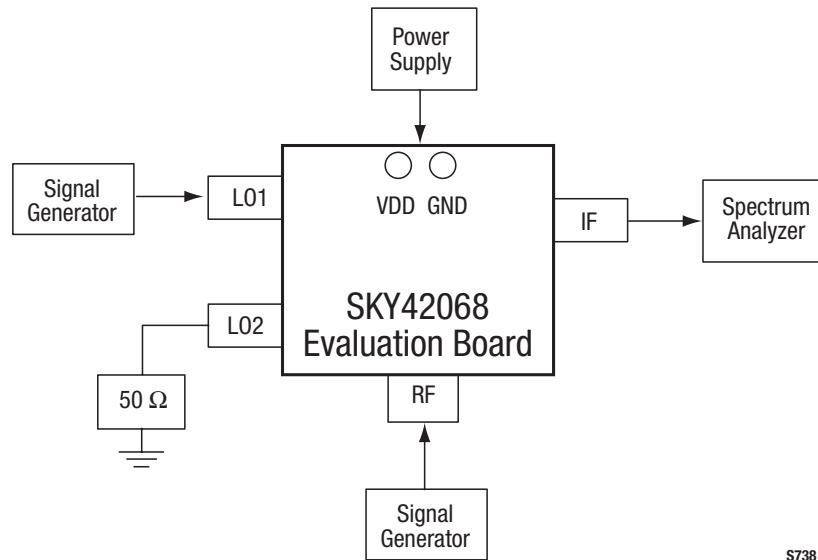 Power
Supply
Signal
Generator
LO1
VDD GND
IF
Spectrum
Analyzer
LO2
SKY42068
Evaluation Board
50 Ω
RF
Signal
Generator
S738